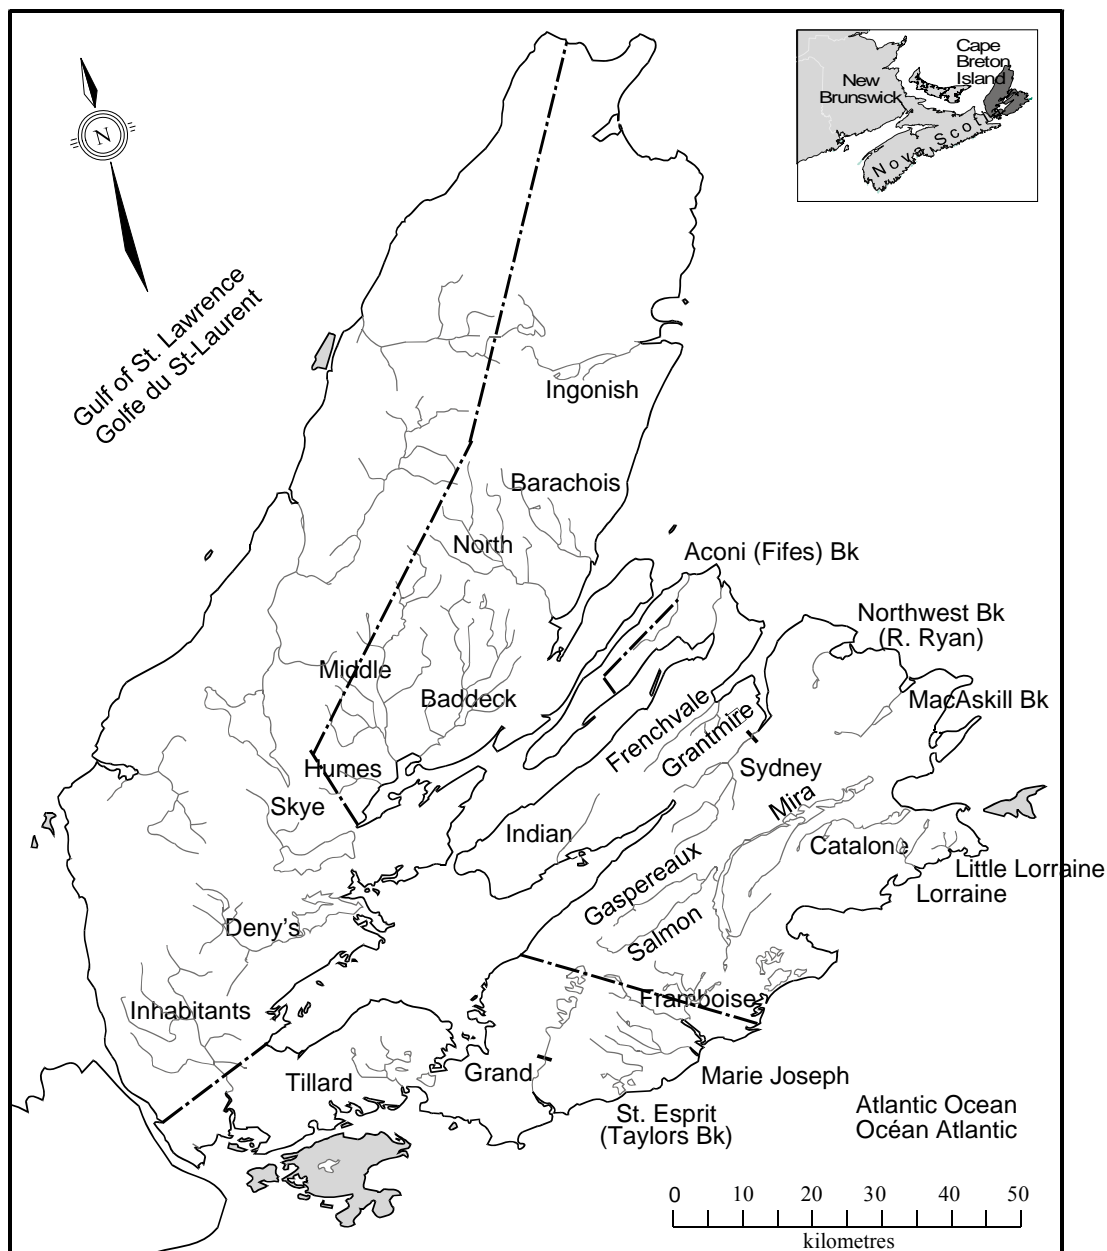 Cape
Breton
Island
New
Brunswick
Nova Scotia
N
Gulf of St. Lawrence
Golfe du St-Laurent
Ingonish
Barachois
North
Aconi (Fifes) Bk
Northwest Bk
(R. Ryan)
Middle
Baddeck
MacAskill Bk
Frenchvale
Grantmire
Humes
Sydney
Skye
Mira
Indian
Catalone
Little Lorraine
Lorraine
Gaspereaux
Salmon
Deny's
Framboise
Inhabitants
Grand
Tillard
Marie Joseph
St. Esprit
(Taylors Bk)
Atlantic Ocean
Océan Atlantic
0 10 20 30 40 50
kilometres